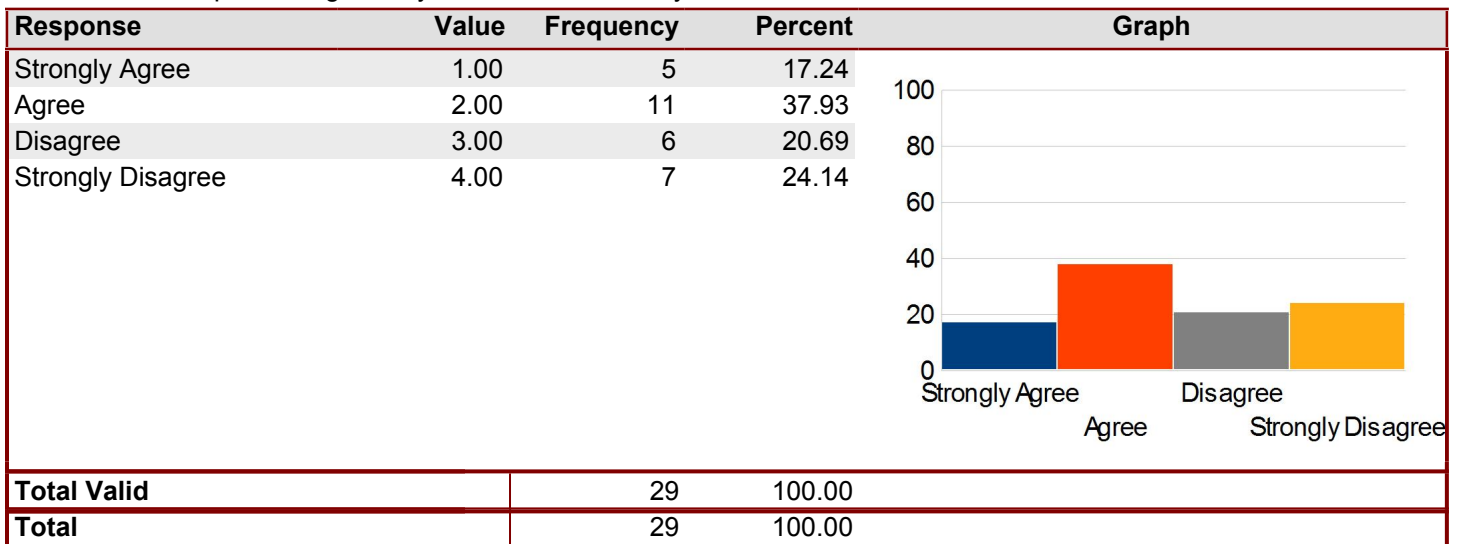 Response Value Frequency Percent Graph
Strongly Agree 1.00 5 17.24
Agree 2.00 11 37.93
Disagree 3.00 6 20.69
Strongly Disagree 4.00 7 24.14
100
80
60
40
20
0
Strongly Agree Disagree
Agree Strongly Disagree
Total Valid 29 100.00
Total 29 100.00